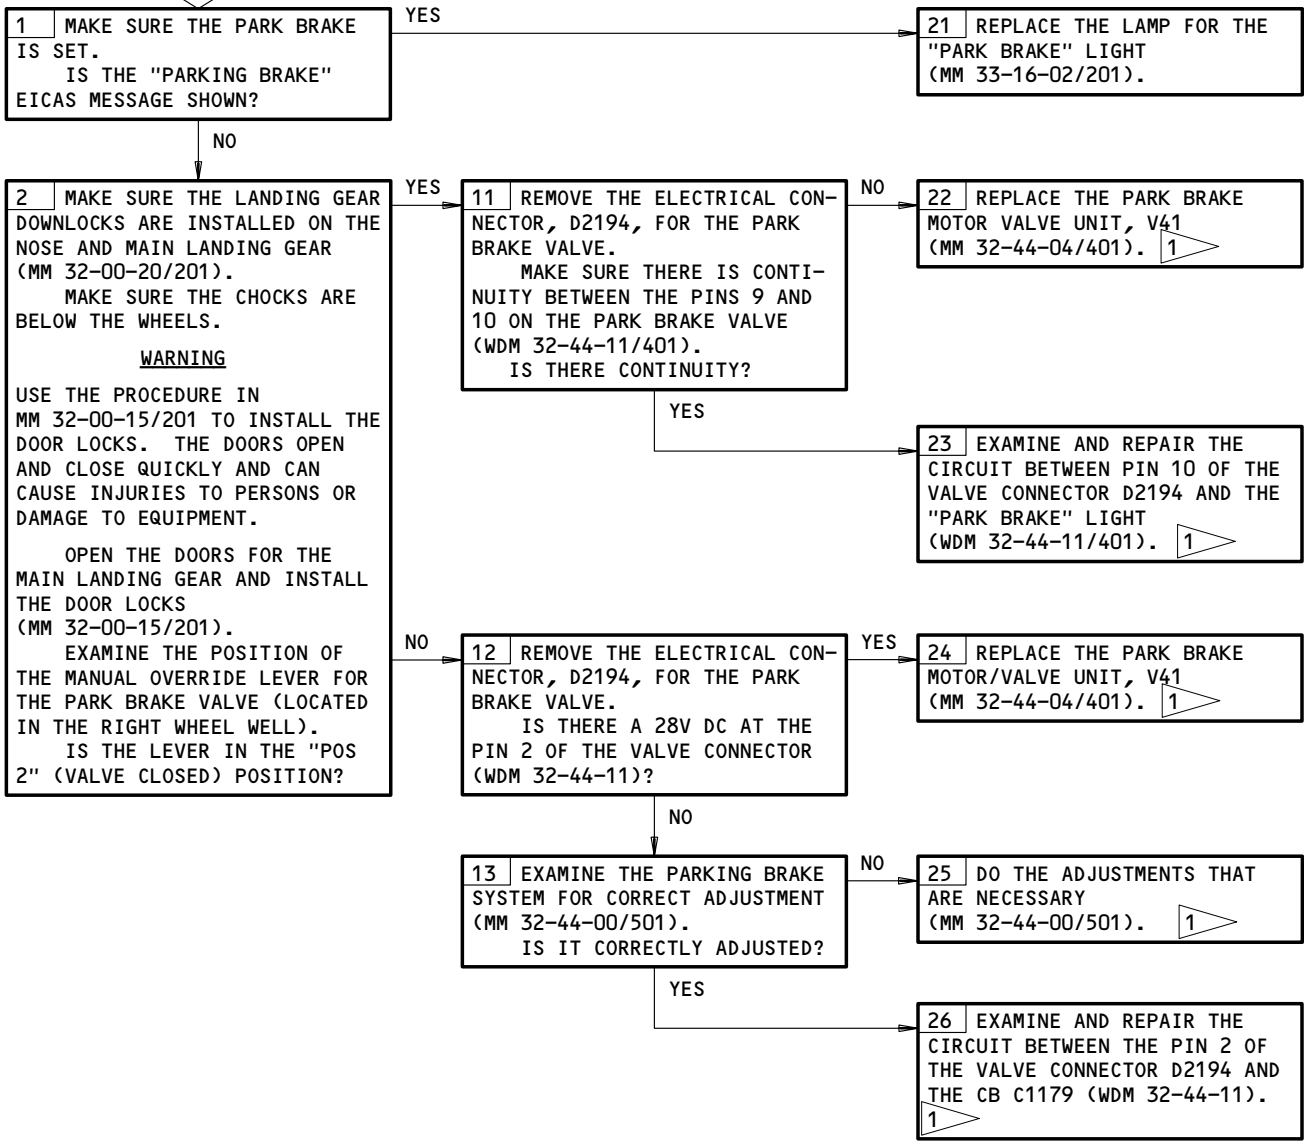 YES
1 MAKE SURE THE PARK BRAKE
IS SET.
IS THE "PARKING BRAKE"
EICAS MESSAGE SHOWN?
21 REPLACE THE LAMP FOR THE
"PARK BRAKE" LIGHT
(MM 33-16-02/201).
NO
2 MAKE SURE THE LANDING GEAR
DOWNLOCKS ARE INSTALLED ON THE
NOSE AND MAIN LANDING GEAR
(MM 32-00-20/201).
MAKE SURE THE CHOCKS ARE
BELOW THE WHEELS.
WARNING
USE THE PROCEDURE IN
MM 32-00-15/201 TO INSTALL THE
DOOR LOCKS. THE DOORS OPEN
AND CLOSE QUICKLY AND CAN
CAUSE INJURIES TO PERSONS OR
DAMAGE TO EQUIPMENT.
OPEN THE DOORS FOR THE
MAIN LANDING GEAR AND INSTALL
THE DOOR LOCKS
(MM 32-00-15/201).
EXAMINE THE POSITION OF
THE MANUAL OVERRIDE LEVER FOR
THE PARK BRAKE VALVE (LOCATED
IN THE RIGHT WHEEL WELL).
IS THE LEVER IN THE "POS
2" (VALVE CLOSED) POSITION?
YES
11 REMOVE THE ELECTRICAL CON-
NECTOR, D2194, FOR THE PARK
BRAKE VALVE.
MAKE SURE THERE IS CONTI-
NUITY BETWEEN THE PINS 9 AND
10 ON THE PARK BRAKE VALVE
(WDM 32-44-11/401).
IS THERE CONTINUITY?
NO
22 REPLACE THE PARK BRAKE
MOTOR VALVE UNIT, V41
(MM 32-44-04/401). 1
YES
23 EXAMINE AND REPAIR THE
CIRCUIT BETWEEN PIN 10 OF THE
VALVE CONNECTOR D2194 AND THE
"PARK BRAKE" LIGHT
(WDM 32-44-11/401). 1
NO
12 REMOVE THE ELECTRICAL CON-
NECTOR, D2194, FOR THE PARK
BRAKE VALVE.
IS THERE A 28V DC AT THE
PIN 2 OF THE VALVE CONNECTOR
(WDM 32-44-11)?
YES
24 REPLACE THE PARK BRAKE
MOTOR/VALVE UNIT, V41
(MM 32-44-04/401). 1
NO
13 EXAMINE THE PARKING BRAKE
SYSTEM FOR CORRECT ADJUSTMENT
(MM 32-44-00/501).
IS IT CORRECTLY ADJUSTED?
NO
25 DO THE ADJUSTMENTS THAT
ARE NECESSARY
(MM 32-44-00/501). 1
YES
26 EXAMINE AND REPAIR THE
CIRCUIT BETWEEN THE PIN 2 OF
THE VALVE CONNECTOR D2194 AND
THE CB C1179 (WDM 32-44-11).
1